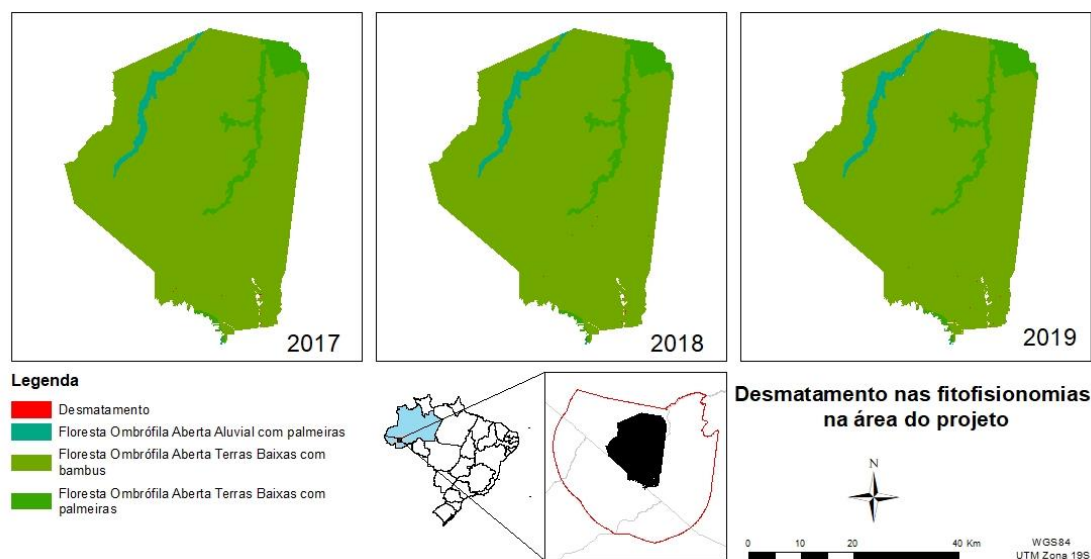 2017
2018
2019
Legenda
Desmatamento
Floresta Ombrófila Aberta Aluvial com palmeiras
Floresta Ombrófila Aberta Terras Baixas com
bambus
Floresta Ombrófila Aberta Terras Baixas com
palmeiras
Desmatamento nas fitofisionomias
na área do projeto
N
0 5 10 20 40 Km
WGS84
UTM Zona 19S